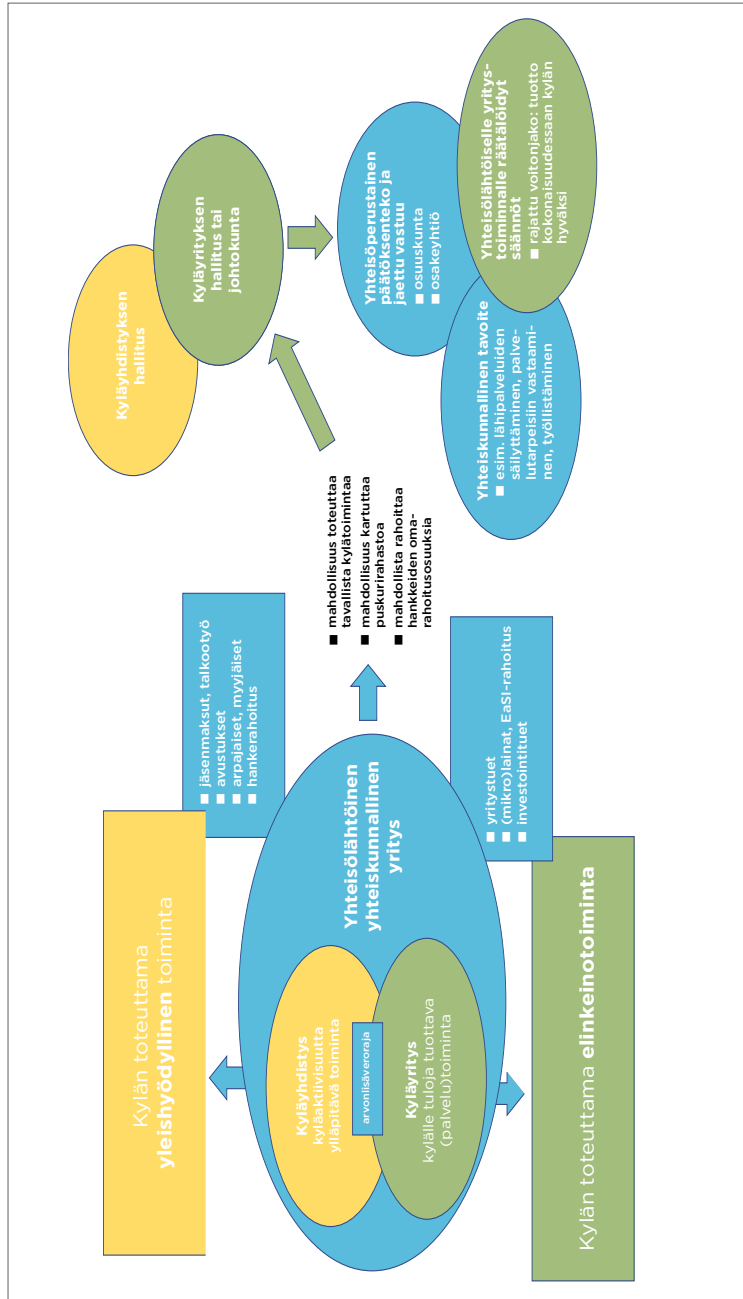 Kylän toteuttama
yleishyödyllinen toiminta
■ jäsenmaksut, talkootyö
■ avustukset
■ arpajaiset, myyjäiset
■ hankerahoitus
Yhteisölähtöinen
yhteiskunnallinen
yritys
Kyläyhdistys
kyläaktiivisuutta
ylläpitävä toiminta
arvonlisäveroraja
Kyläyritys
kylälle tuloja tuottava
(palvelu)toiminta
■ yritystuet
■ (mikro)lainat, EaSI-rahoitus
■ investointituet
Kylän toteuttama elinkeinotoiminta
■ mahdollisuus toteuttaa
tavallista kylätoimintaa
■ mahdollisuus kartuttaa
puskurirahastoa
■ mahdollista rahoittaa
hankkeiden oma-
rahoitusosuuksia
Kyläyhdistyksen
hallitus
Kyläyrityksen
hallitus tai
johtokunta
Yhteisöperustainen
päätöksenteko ja
jaettu vastuu
■ osuuskunta
■ osakeyhtiö
Yhteiskunnallinen tavoite
■ esim. lähipalveluiden
säilyttäminen, palve-
lutarpeisiin vastaami-
nen, työllistäminen
Yhteisölähtöiselle yritys-
toiminnalle räätälöidyt
säännöt
■ rajattu voitonjako: tuotto
kokonaisuudessaan kylän
hyväksi